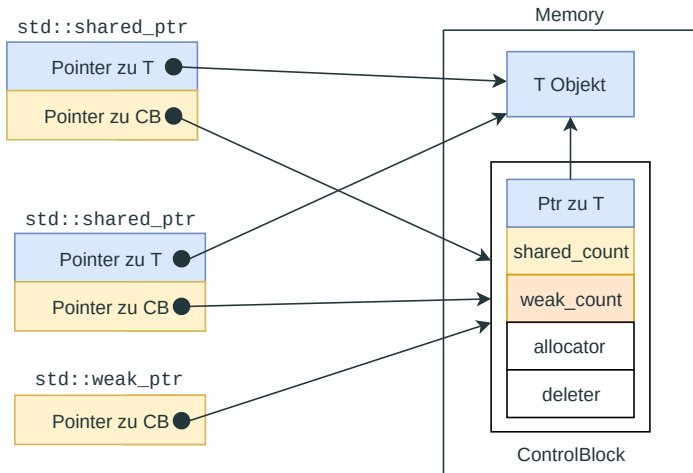 std::shared_ptr
Pointer zu T
Pointer zu CB
std::shared_ptr
Pointer zu T
Pointer zu CB
std::weak_ptr
Pointer zu CB
Memory
T Objekt
Ptr zu T
shared_count
weak_count
allocator
deleter
ControlBlock